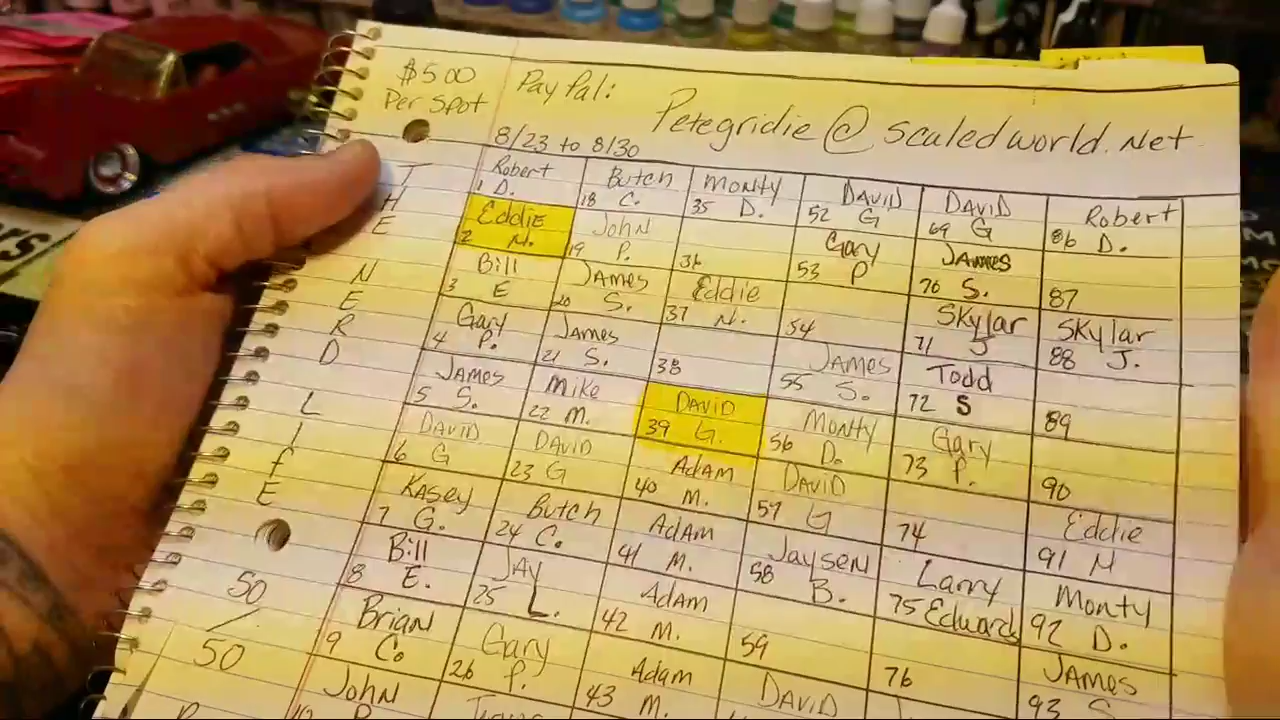 $5.00
Per Spot
PayPal:
Petegridie@scaledworld.Net
8/23 to 8/30
THE NERD LIFE
50/50
1 Robert D.
18 Butch C.
35 Monty D.
52 David G
69 David G
86 Robert D.
2 Eddie N.
19 John P.
36
53 Gary P
70 James S.
87
3 Bill E
20 James S.
37 Eddie N.
54
71 Skylar J
88 Skylar J.
4 Gary P.
21 James S.
38
55 James S.
72 Todd S
89
5 James S.
22 Mike M.
39 David G.
56 Monty D.
73 Gary P.
90
6 David G
23 David G
40 Adam M.
57 David G
74
91 Eddie N
7 Kasey G.
24 Butch C.
41 Adam M.
58 Jaysen B.
75 Larry Edwards
92 Monty D.
8 Bill E.
25 Jay L.
42 Adam M.
59
76
93 James S
9 Brian Co
26 Gary P.
43 Adam M.
David
John